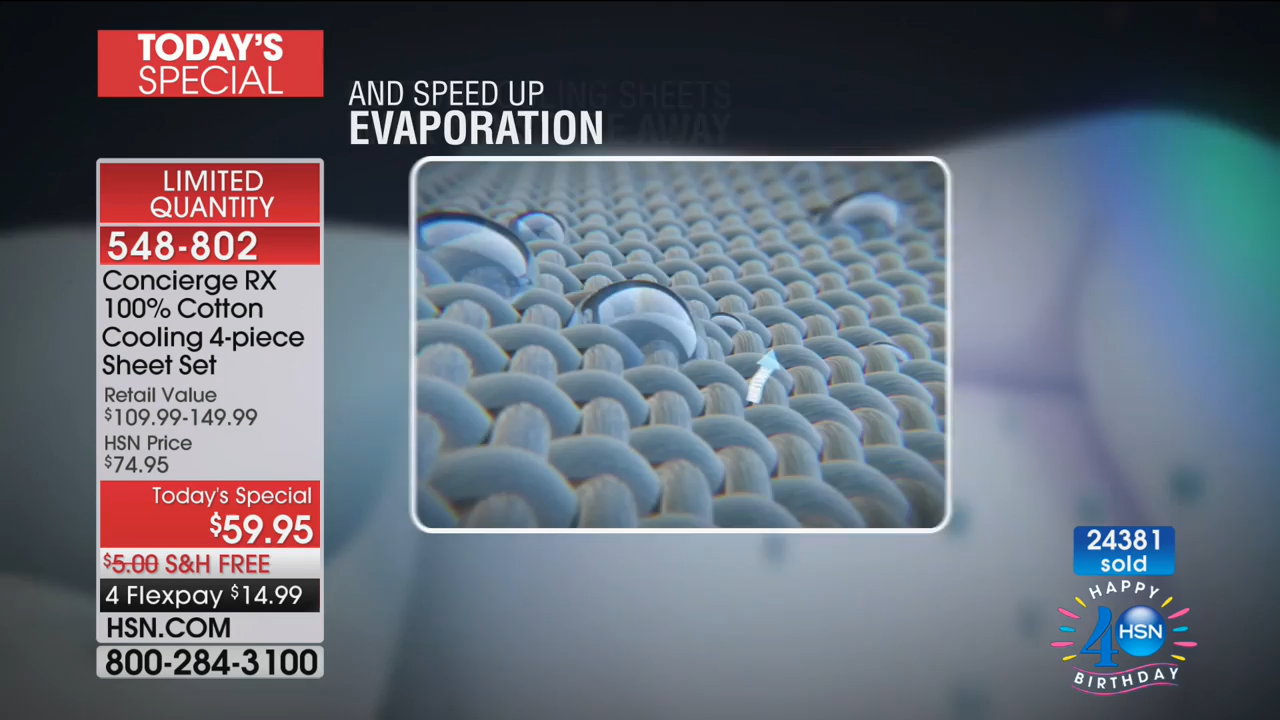 TODAY'S
SPECIAL
AND SPEED UP
EVAPORATION
LIMITED
QUANTITY
548-802
Concierge RX
100% Cotton
Cooling 4-piece
Sheet Set
Retail Value
$109.99-149.99
HSN Price
$74.95
Today's Special
$59.95
$5.00 S&H FREE
4 Flexpay $14.99
HSN.COM
800-284-3100
24381
sold
HAPPY
40 HSN
BIRTHDAY